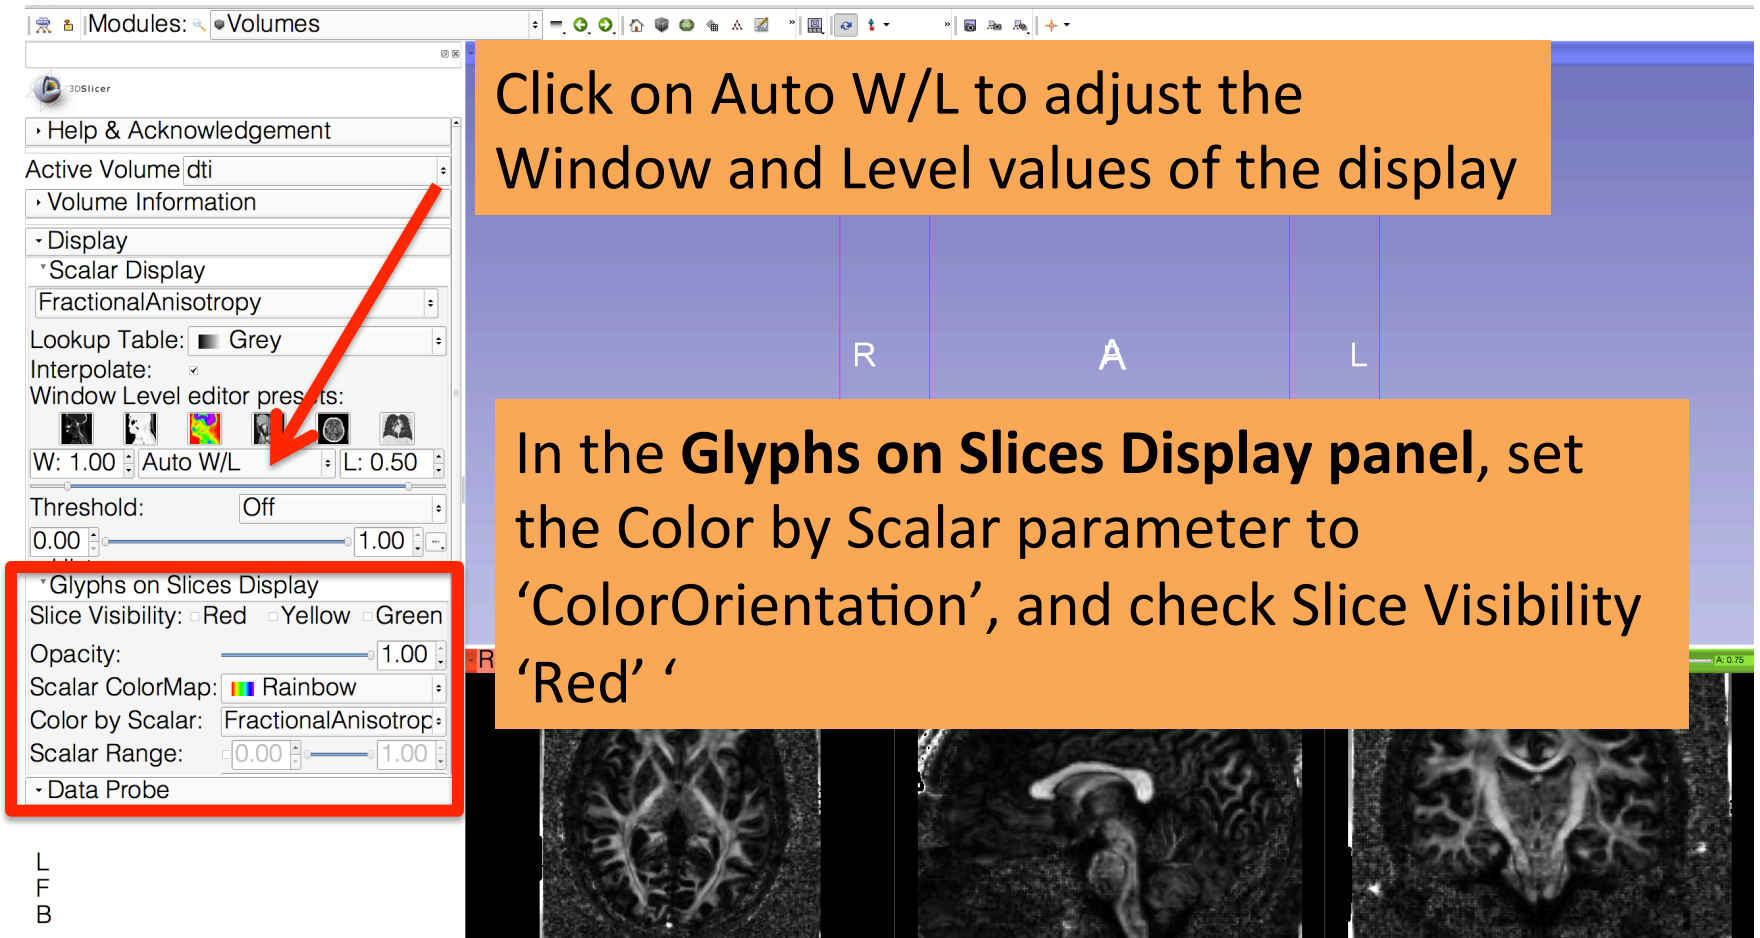 Modules: Volumes
3DSlicer
Help & Acknowledgement
Active Volume dti
Volume Information
Display
Scalar Display
FractionalAnisotropy
Lookup Table: Grey
Interpolate:
Window Level editor presets:
W: 1.00 Auto W/L L: 0.50
Threshold: Off
0.00 1.00 ...
Glyphs on Slices Display
Slice Visibility: Red Yellow Green
Opacity: 1.00
Scalar ColorMap: Rainbow
Color by Scalar: FractionalAnisotrop
Scalar Range: 0.00 1.00
Data Probe
L
F
B
Click on Auto W/L to adjust the
Window and Level values of the display
R A L
In the Glyphs on Slices Display panel, set
the Color by Scalar parameter to
‘ColorOrientation’, and check Slice Visibility
‘Red’ ‘
R
A: 0.75